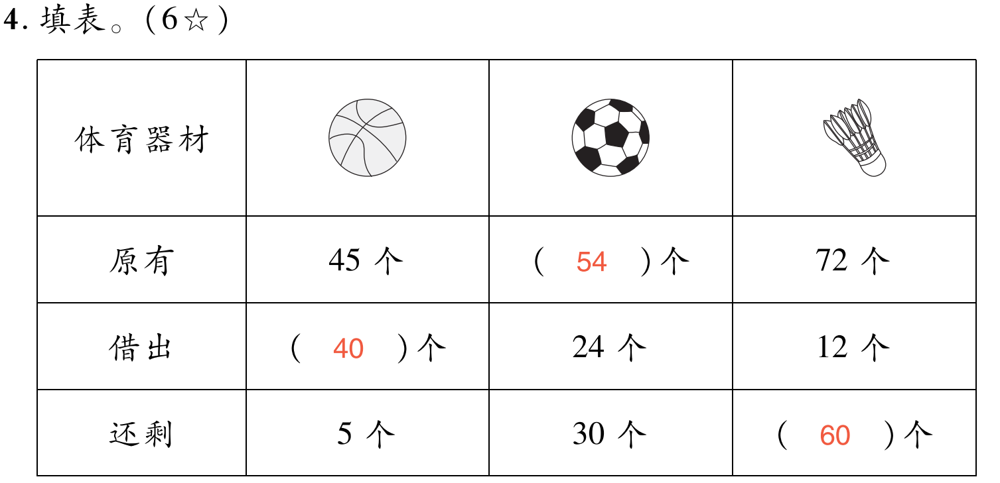 4. 填表。(6☆)
体育器材
原有 45 个 ( 54 )个 72 个
借出 ( 40 )个 24 个 12 个
还剩 5 个 30 个 ( 60 )个